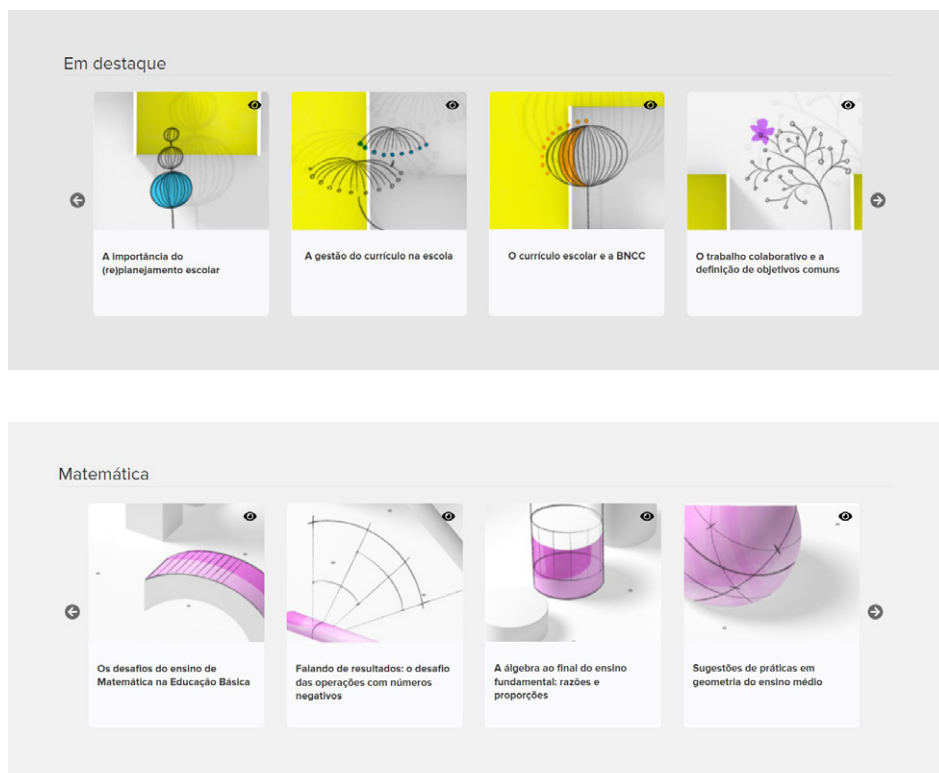 Em destaque
A importância do
(re)planejamento escolar
A gestão do currículo na escola
O currículo escolar e a BNCC
O trabalho colaborativo e a
definição de objetivos comuns
Matemática
Os desafios do ensino de
Matemática na Educação Básica
Falando de resultados: o desafio
das operações com números
negativos
A álgebra ao final do ensino
fundamental: razões e
proporções
Sugestões de práticas em
geometria do ensino médio